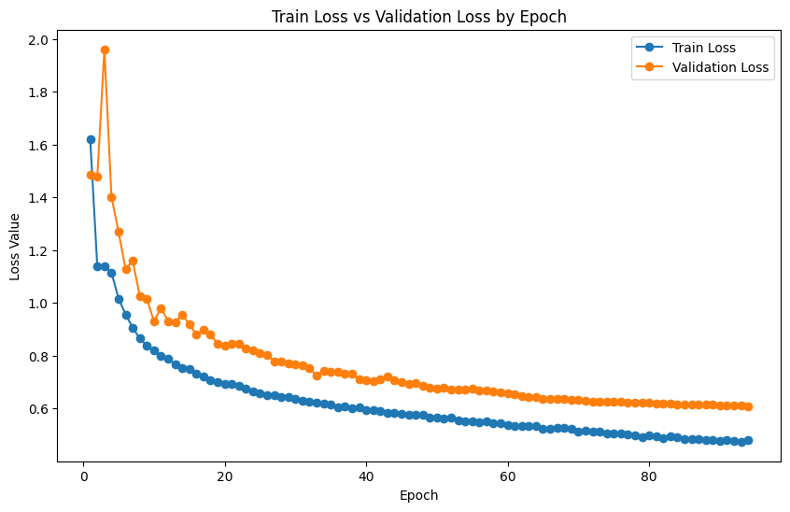 Train Loss vs Validation Loss by Epoch
Train Loss
Validation Loss
Loss Value
2.0
1.8
1.6
1.4
1.2
1.0
0.8
0.6
0 20 40 60 80
Epoch